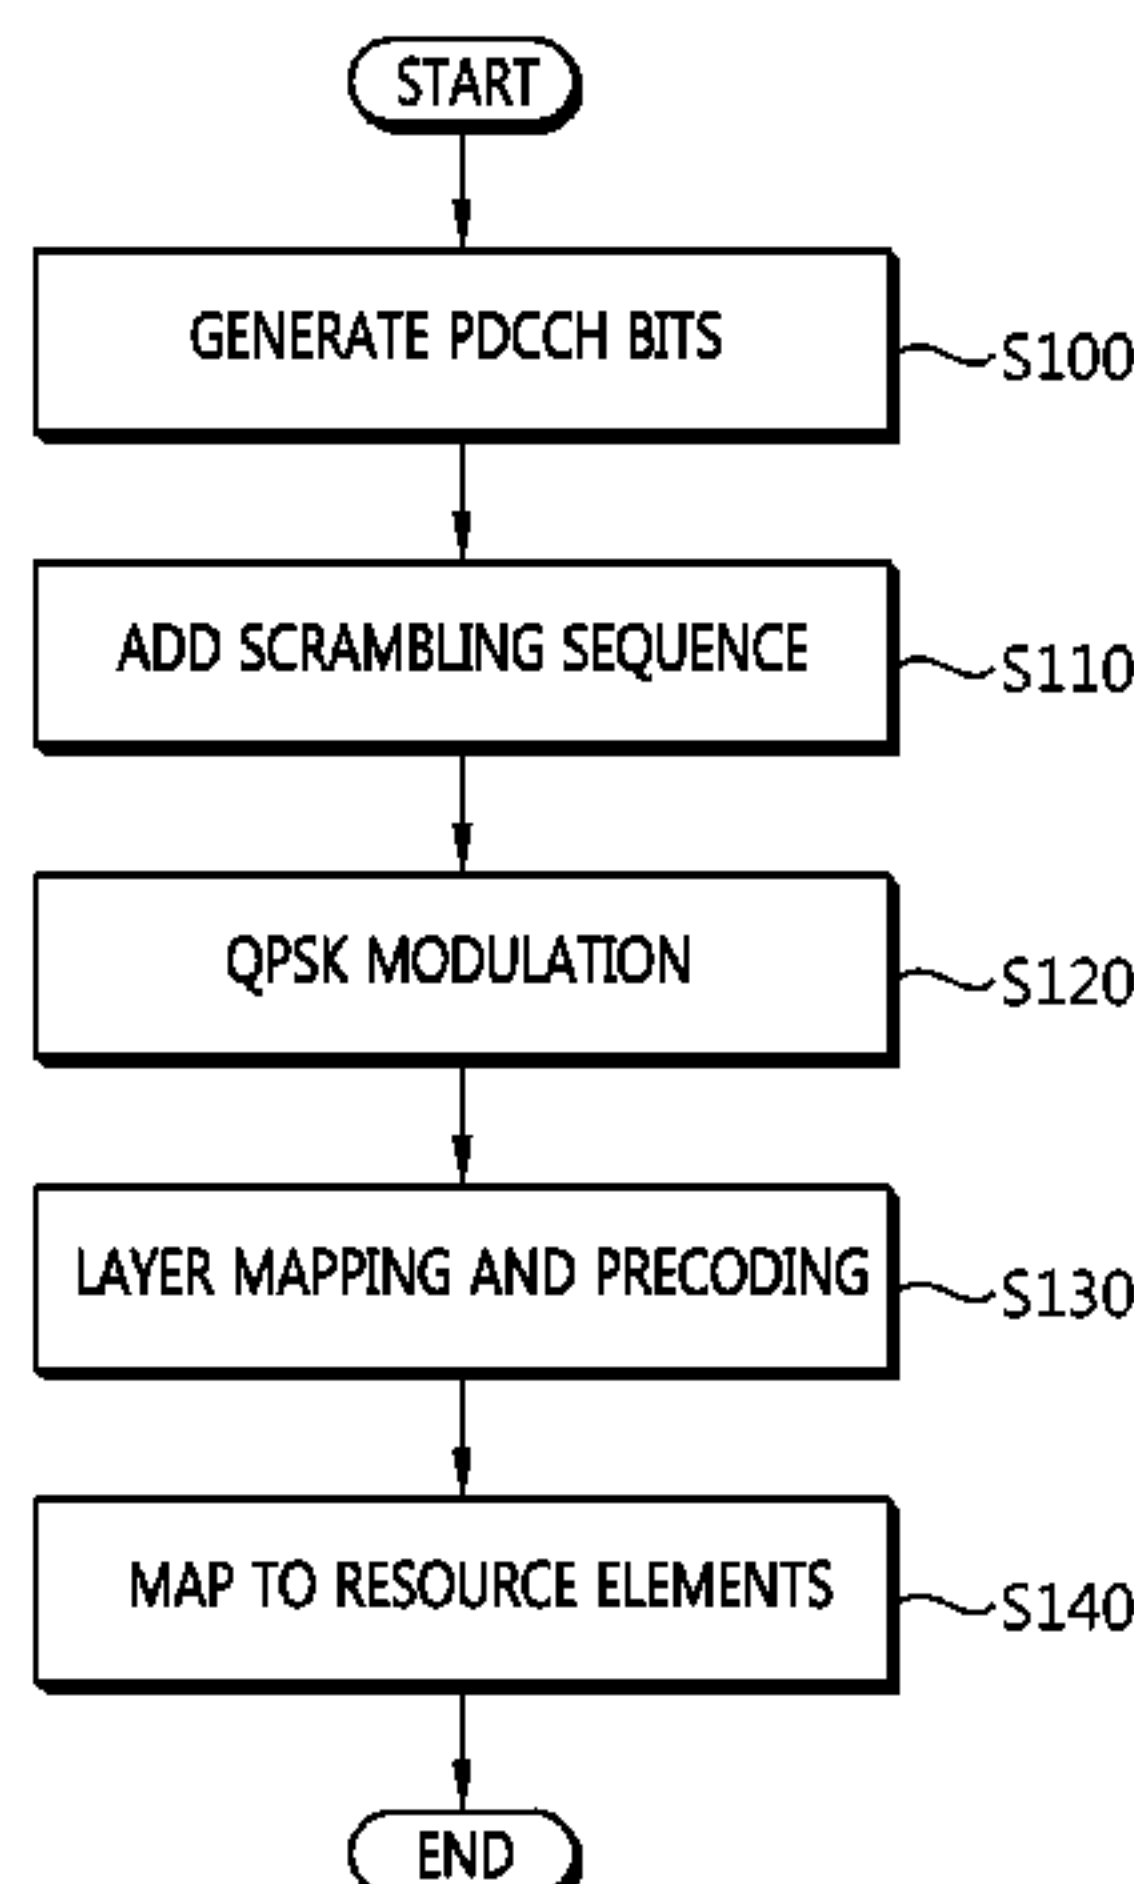 START
GENERATE PDCCH BITS
S100
ADD SCRAMBLING SEQUENCE
S110
QPSK MODULATION
S120
LAYER MAPPING AND PRECODING
S130
MAP TO RESOURCE ELEMENTS
S140
END